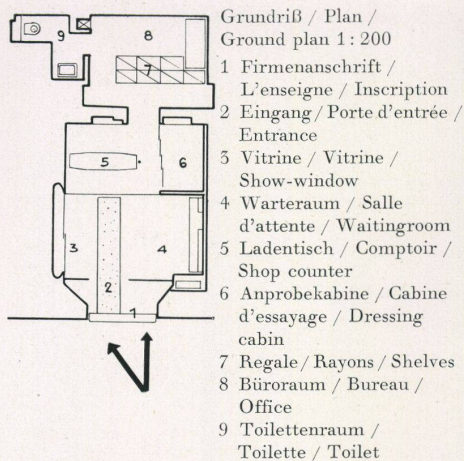 Grundriß / Plan /
Ground plan 1 : 200
1 Firmenanschrift /
L'enseigne / Inscription
2 Eingang / Porte d'entrée /
Entrance
3 Vitrine / Vitrine /
Show-window
4 Warteraum / Salle
d'attente / Waitingroom
5 Ladentisch / Comptoir /
Shop counter
6 Anprobekabine / Cabine
d'essayage / Dressing
cabin
7 Regale / Rayons / Shelves
8 Büroraum / Bureau /
Office
9 Toilettenraum /
Toilette / Toilet
9
8
7
5
6
3
4
2
1